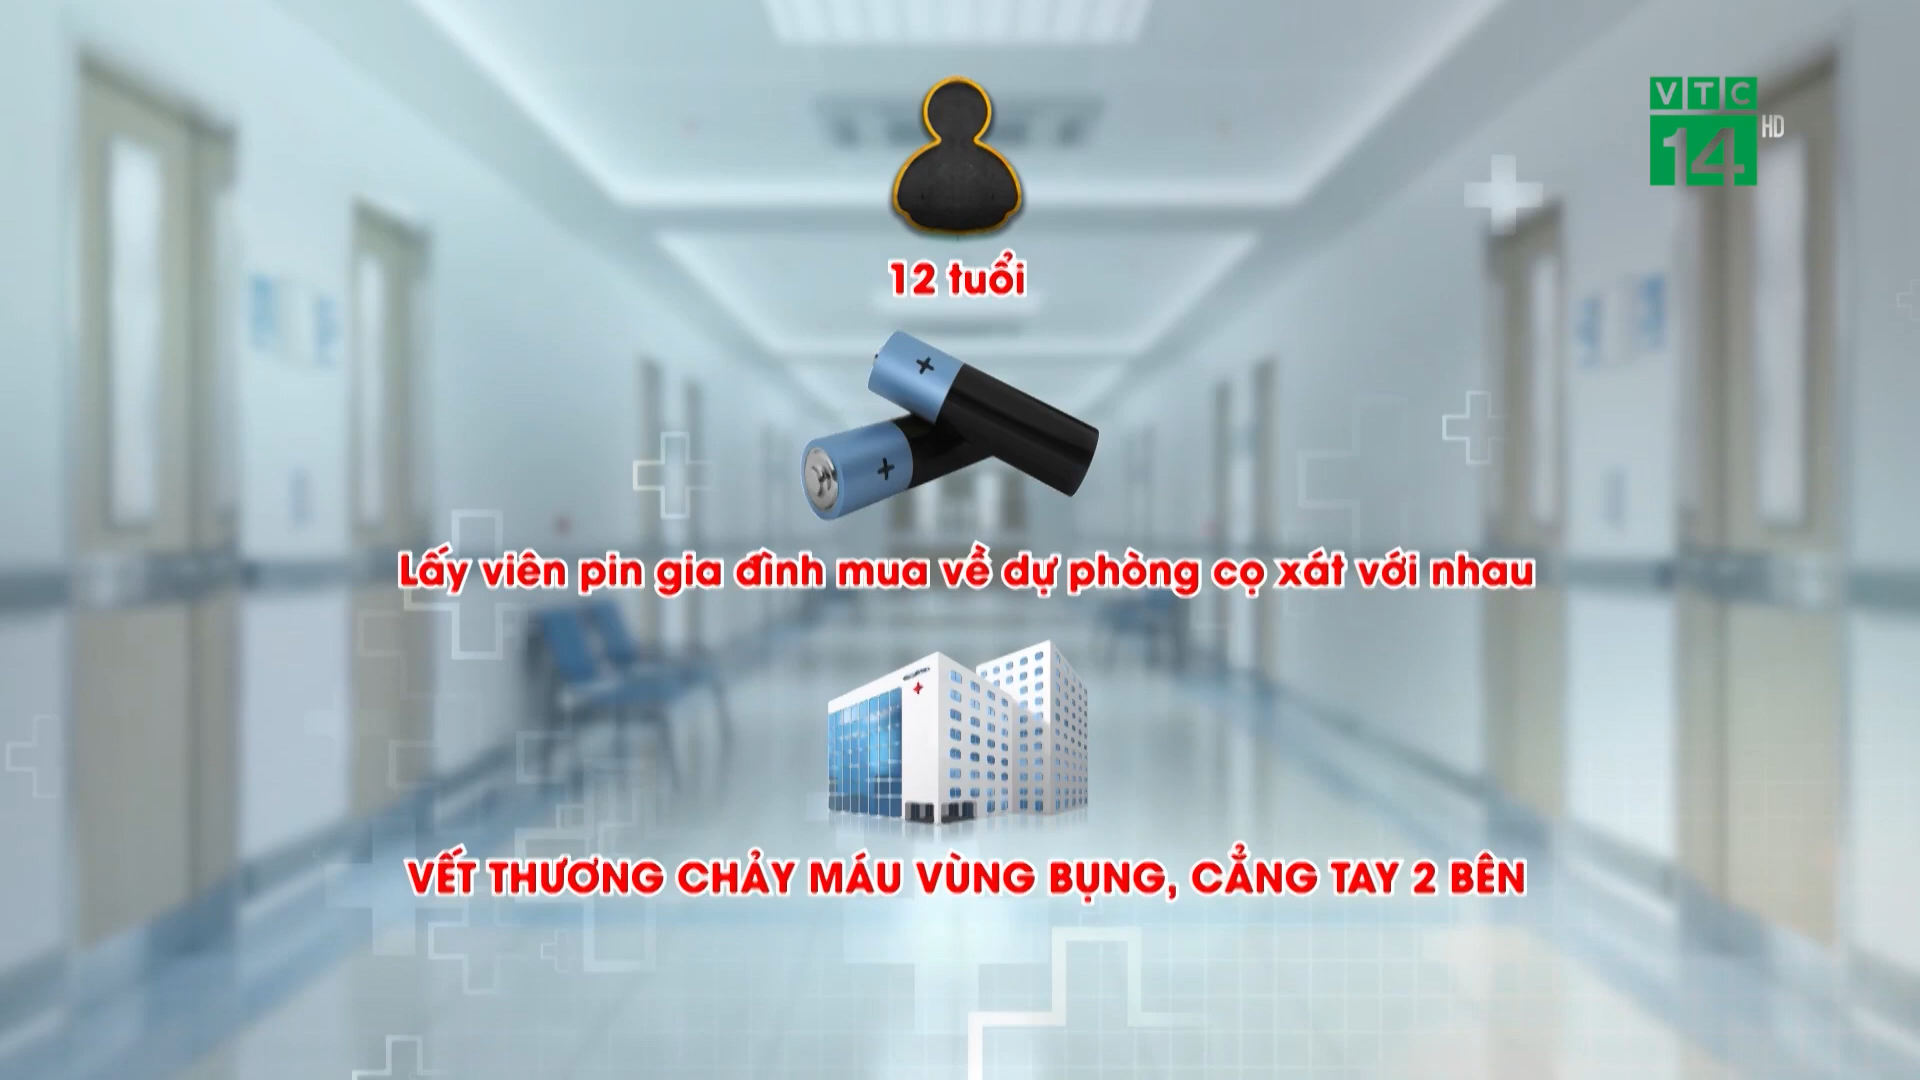 VTC
14 HD
12 tuổi
Lấy viên pin gia đình mua về dự phòng cọ xát với nhau
VẾT THƯƠNG CHẢY MÁU VÙNG BỤNG, CẲNG TAY 2 BÊN